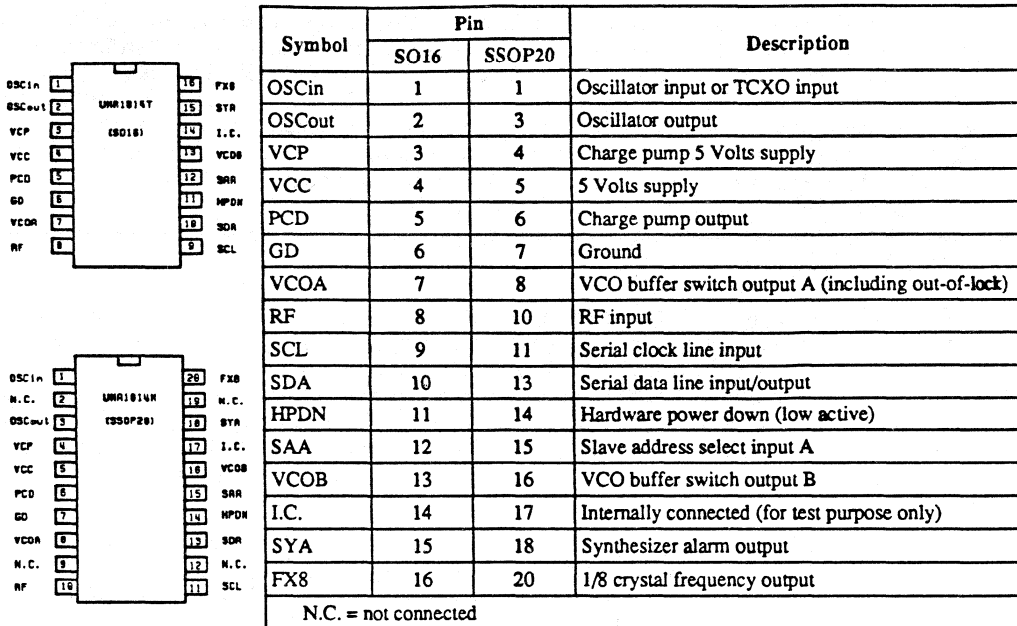 OSCin 1 16 FX8
OSCout 2 UMA1014T 15 SYA
VCP 3 (SO16) 14 I.C.
VCC 4 13 VCOB
PCD 5 12 SAA
GD 6 11 HPDN
VCOA 7 10 SDA
RF 8 9 SCL
OSCin 1 20 FX8
N.C. 2 UMA1014M 19 N.C.
OSCout 3 (SSOP20) 18 SYA
VCP 4 17 I.C.
VCC 5 16 VCOB
PCD 6 15 SAA
GD 7 14 HPDN
VCOA 8 13 SDA
N.C. 9 12 N.C.
RF 10 11 SCL
Symbol Pin Description
SO16 SSOP20
OSCin 1 1 Oscillator input or TCXO input
OSCout 2 3 Oscillator output
VCP 3 4 Charge pump 5 Volts supply
VCC 4 5 5 Volts supply
PCD 5 6 Charge pump output
GD 6 7 Ground
VCOA 7 8 VCO buffer switch output A (including out-of-lock)
RF 8 10 RF input
SCL 9 11 Serial clock line input
SDA 10 13 Serial data line input/output
HPDN 11 14 Hardware power down (low active)
SAA 12 15 Slave address select input A
VCOB 13 16 VCO buffer switch output B
I.C. 14 17 Internally connected (for test purpose only)
SYA 15 18 Synthesizer alarm output
FX8 16 20 1/8 crystal frequency output
N.C. = not connected